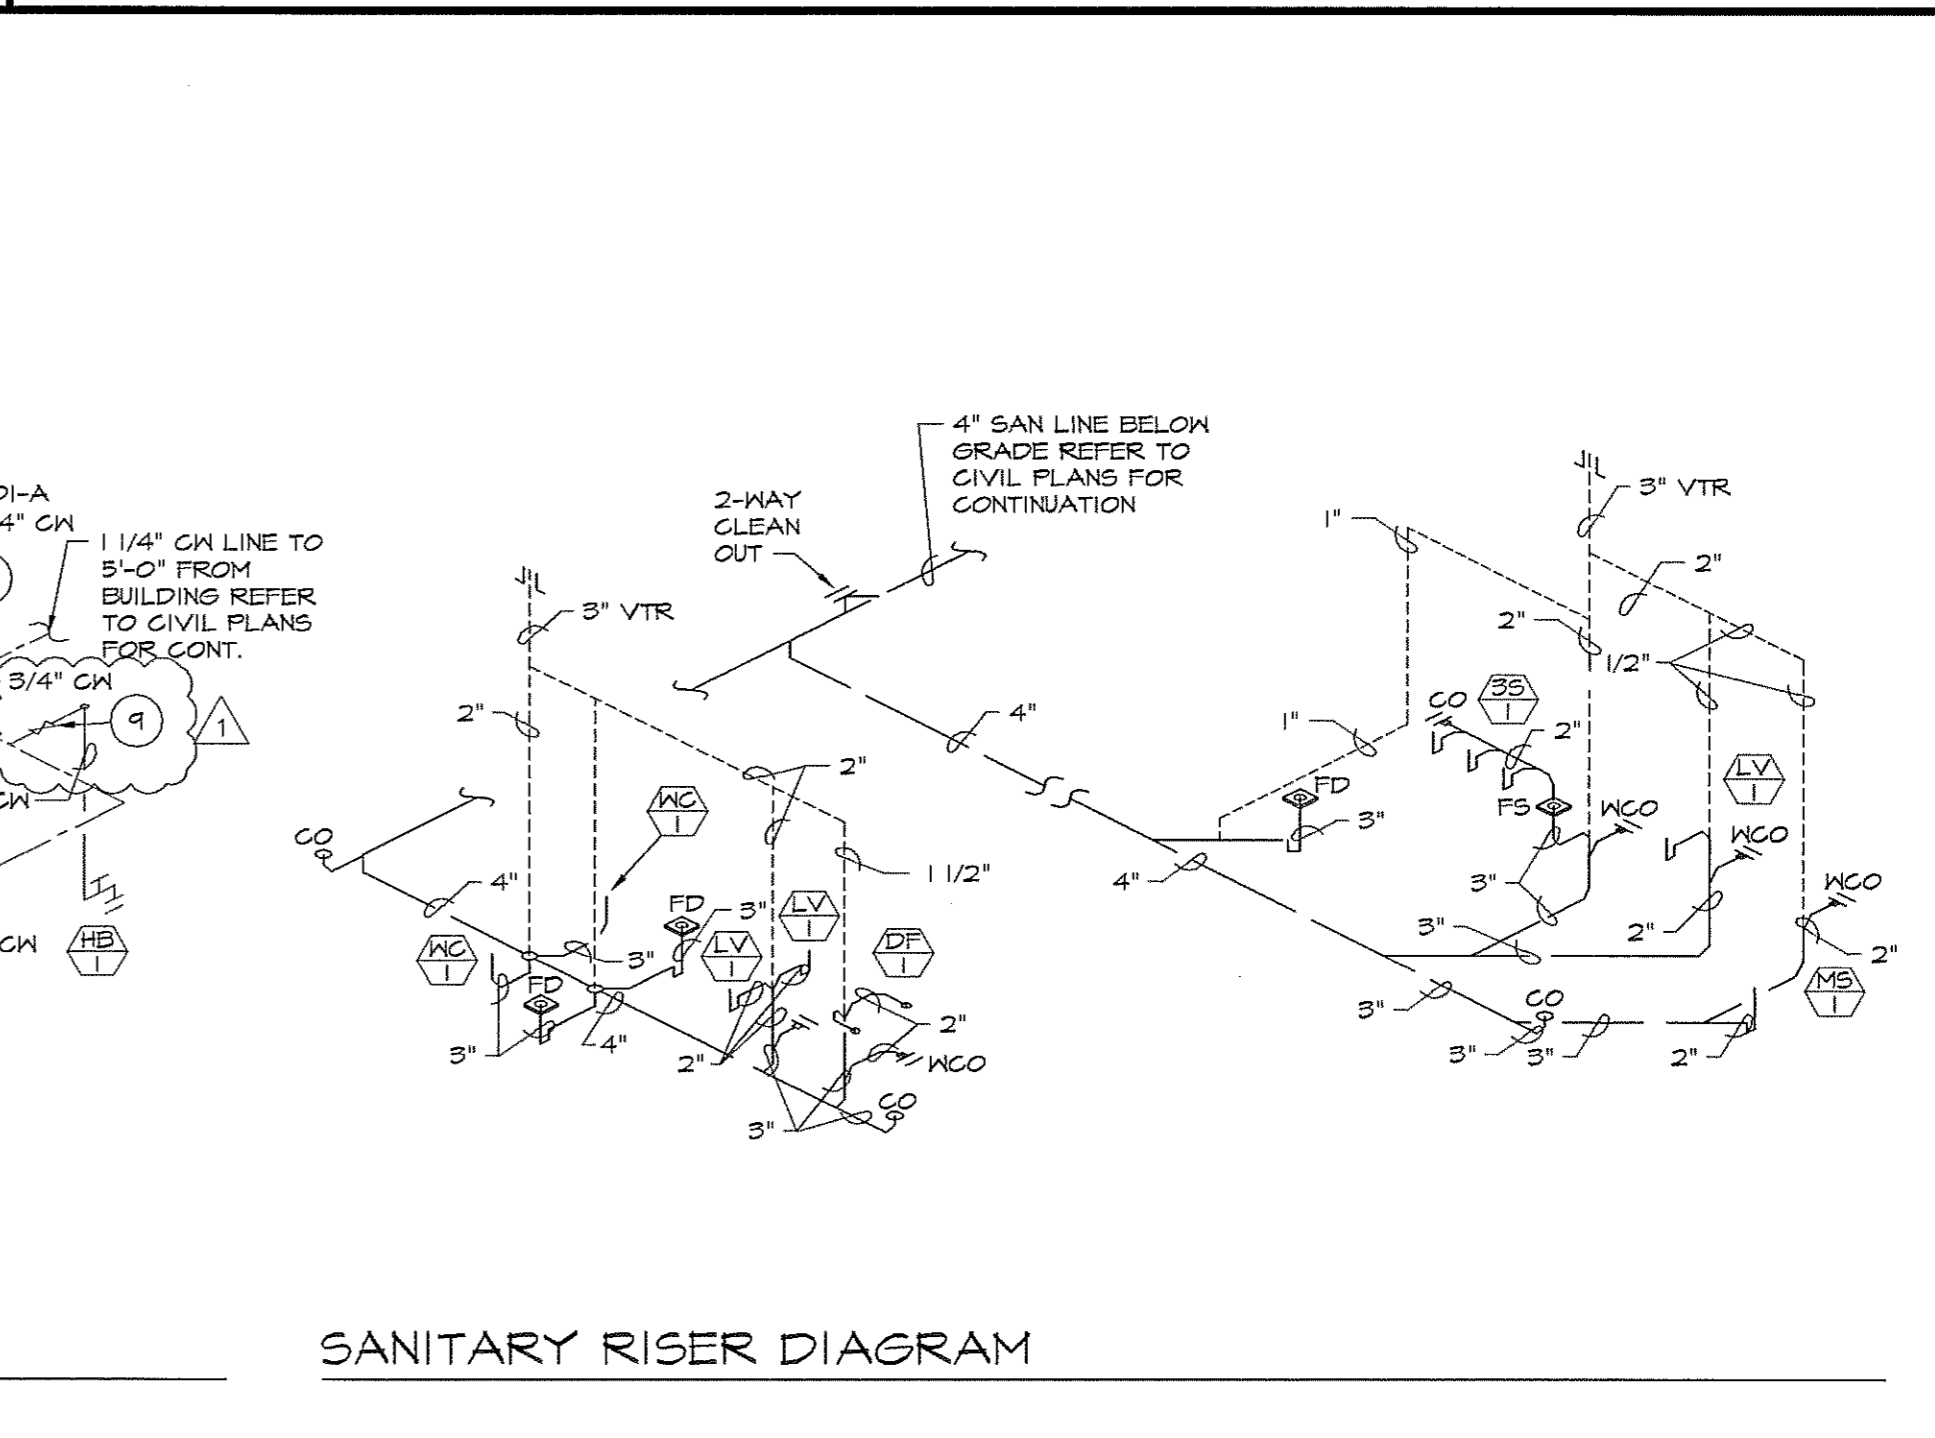 4" SAN LINE BELOW
GRADE REFER TO
CIVIL PLANS FOR
CONTINUATION
2-WAY
CLEAN
OUT
3" VTR
1"
2"
2"
1/2"
01-A
4" CW
1 1/4" CW LINE TO
5'-0" FROM
BUILDING REFER
TO CIVIL PLANS
FOR CONT.
3/4" CW
9
1
CW
CW
HB
1
3" VTR
2"
4"
2"
WC
1
1"
FD
3"
CO
3S
1
2"
FS
WCO
LV
1
WCO
CO
4"
1 1/2"
4"
3"
WCO
FD
3"
LV
1
DF
1
WC
1
3"
LV
1
FD
3"
2"
2"
MS
1
3"
4"
2"
2"
WCO
3"
CO
3"
3"
2"
CO
3"
SANITARY RISER DIAGRAM